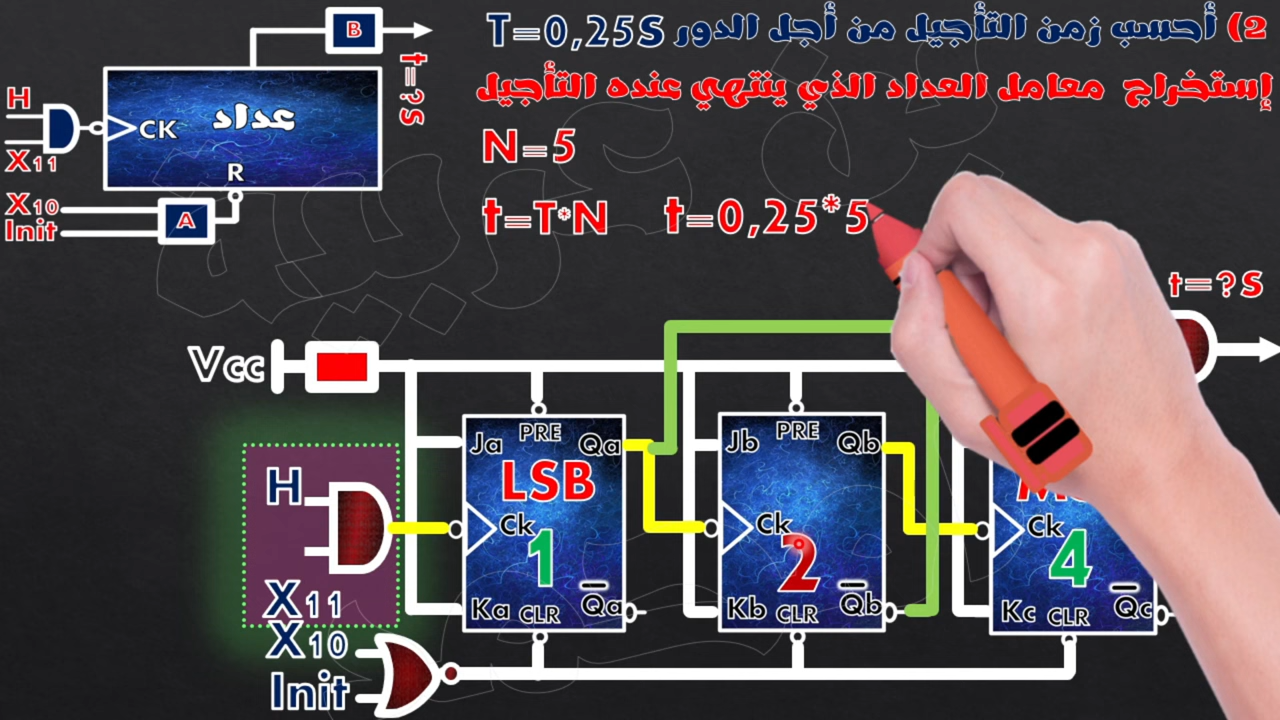 2) أحسب زمن التأجيل من أجل الدور T=0,25S
إستخراج معامل العداد الذي ينتهي عنده التأجيل
N=5
t=T*N t=0,25*5
B
t=?S
H
X11
CK
عداد
R
X10
Init
A
t=?S
Vcc
Ja PRE Qa
LSB
Ck
1
Ka CLR Qa
Jb PRE Qb
Ck
2
Kb CLR Qb
Ck
4
Kc CLR Qc
H
X11
X10
Init